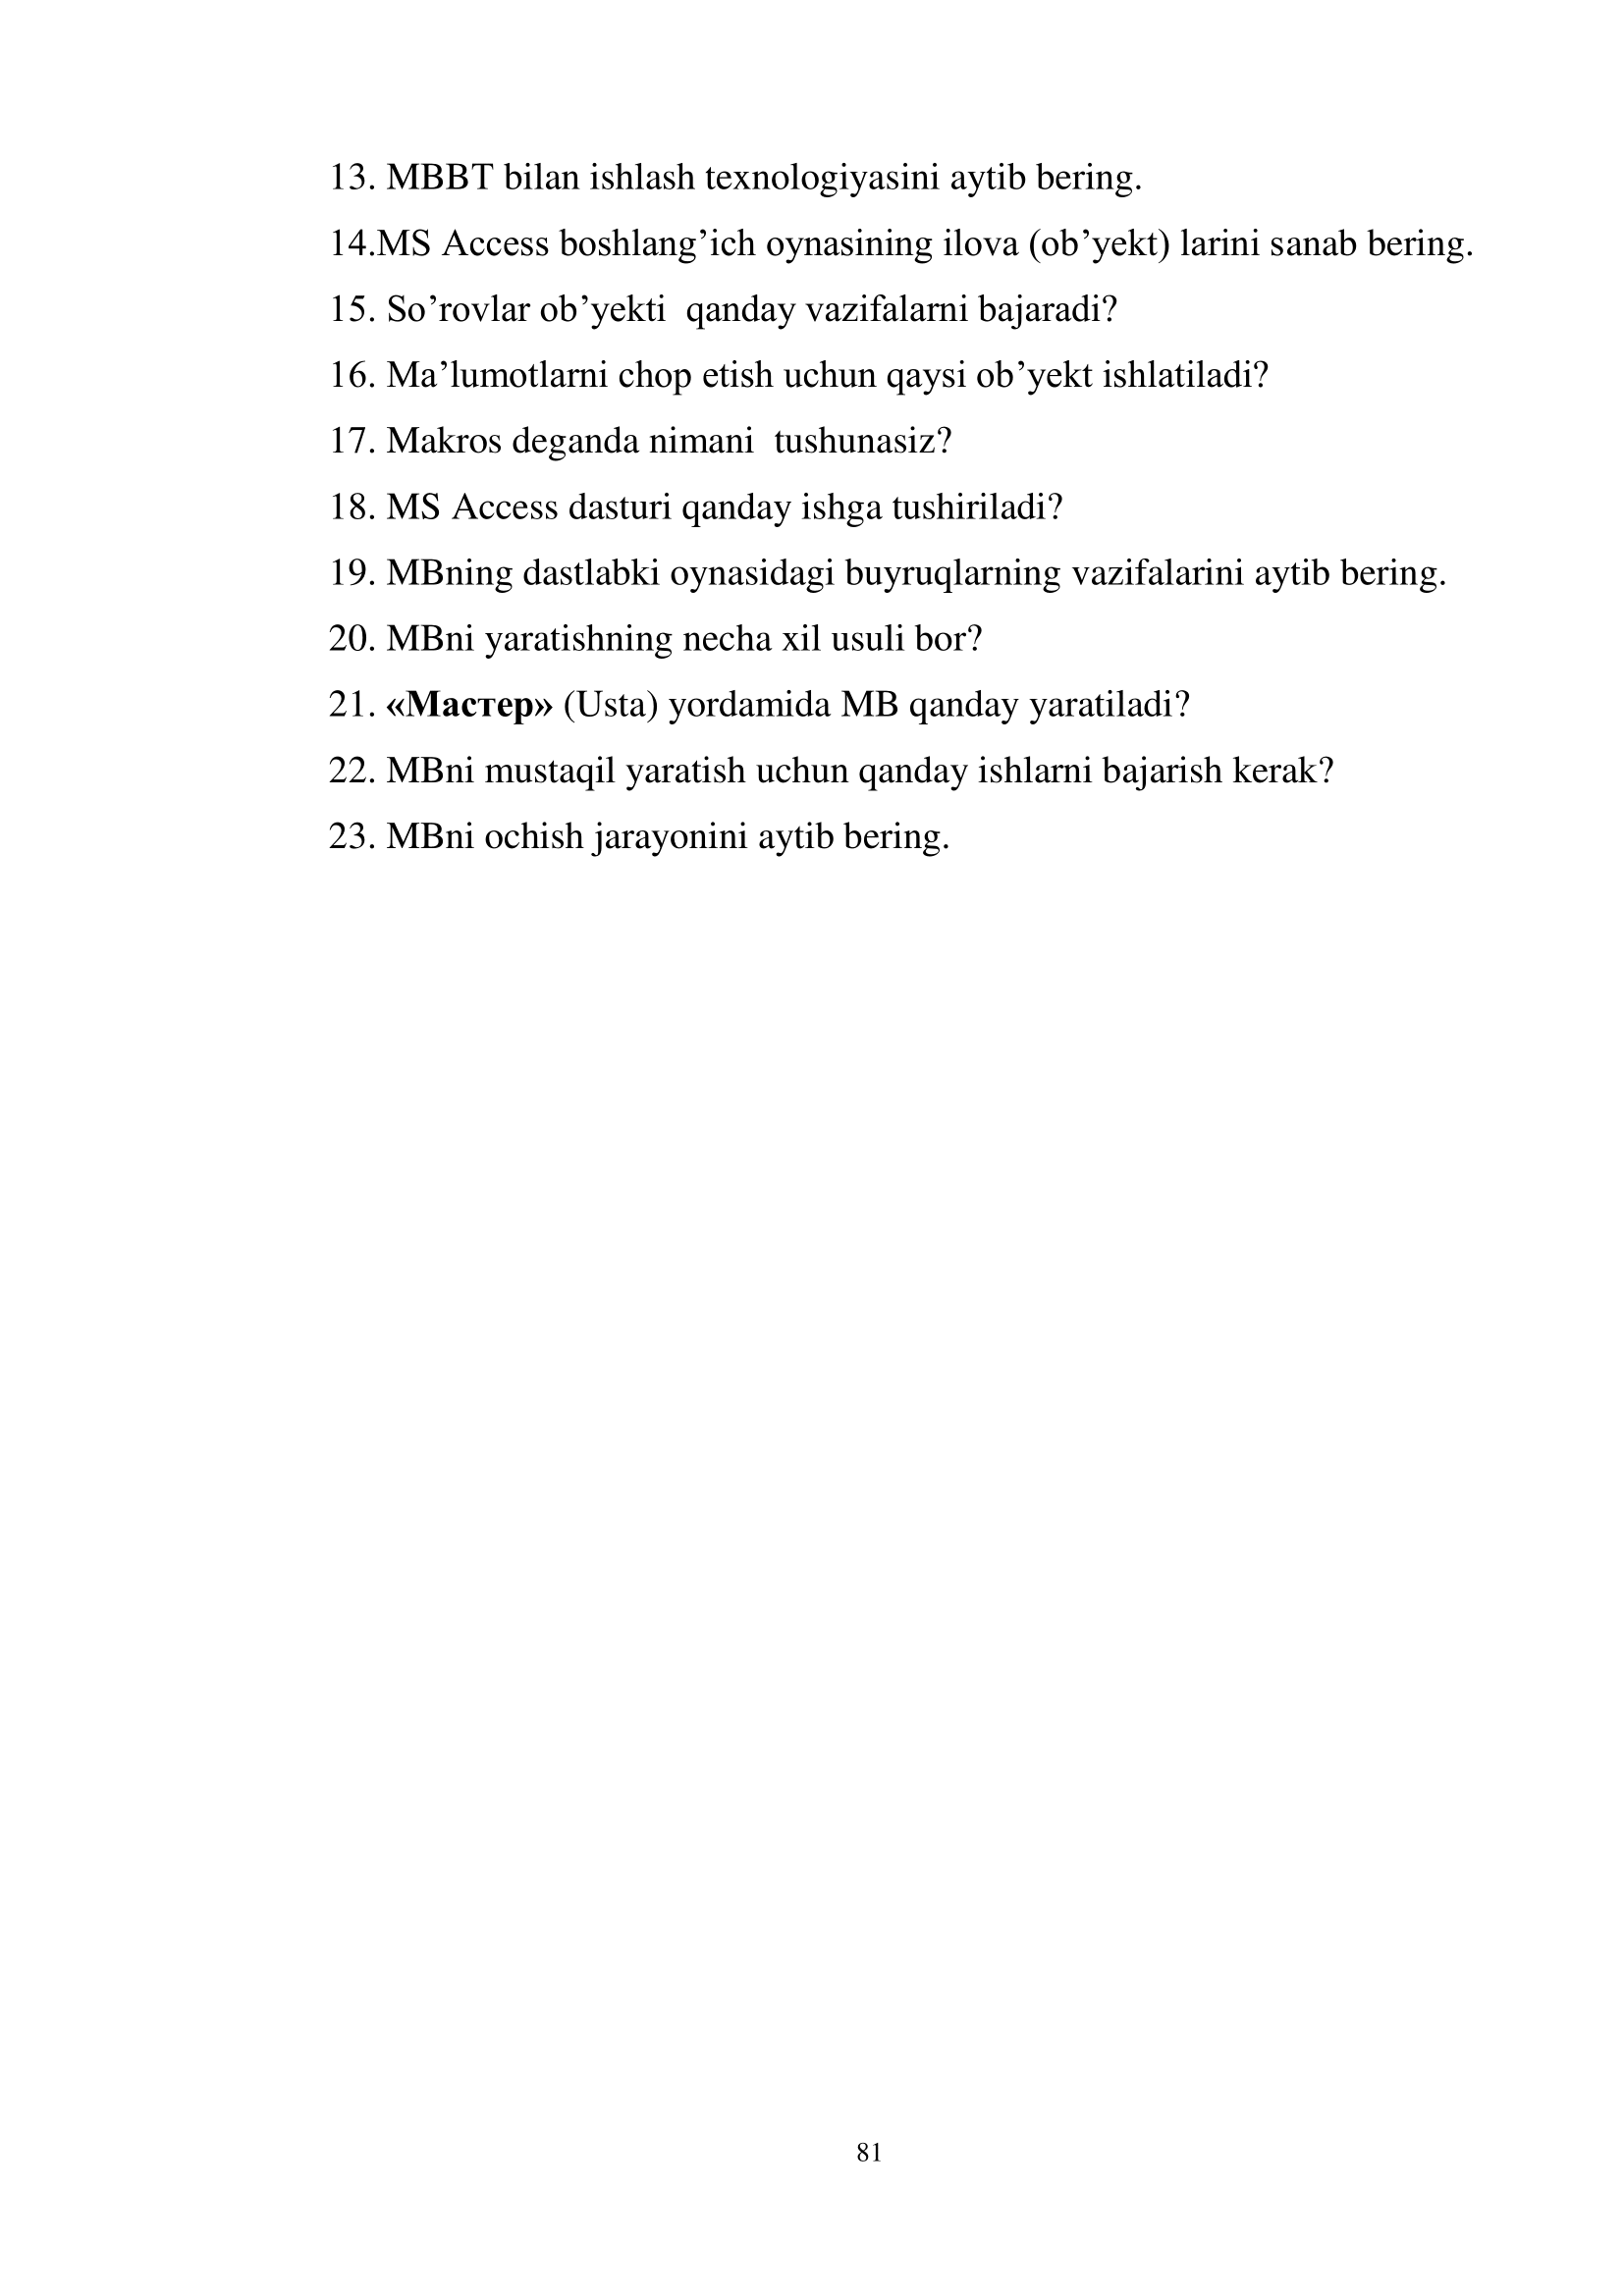 13. MBBT bilan ishlash texnologiyasini aytib bering.
14.MS Access boshlang’ich oynasining ilova (ob’yekt) larini sanab bering.
15. So’rovlar ob’yekti  qanday vazifalarni bajaradi?
16. Ma’lumotlarni chop etish uchun qaysi ob’yekt ishlatiladi?
17. Makros deganda nimani  tushunasiz?
18. MS Access dasturi qanday ishga tushiriladi?
19. MBning dastlabki oynasidagi buyruqlarning vazifalarini aytib bering.
20. MBni yaratishning necha xil usuli bor?
21. «Мастер» (Usta) yordamida MB qanday yaratiladi?
22. MBni mustaqil yaratish uchun qanday ishlarni bajarish kerak?
23. MBni ochish jarayonini aytib bering.
81